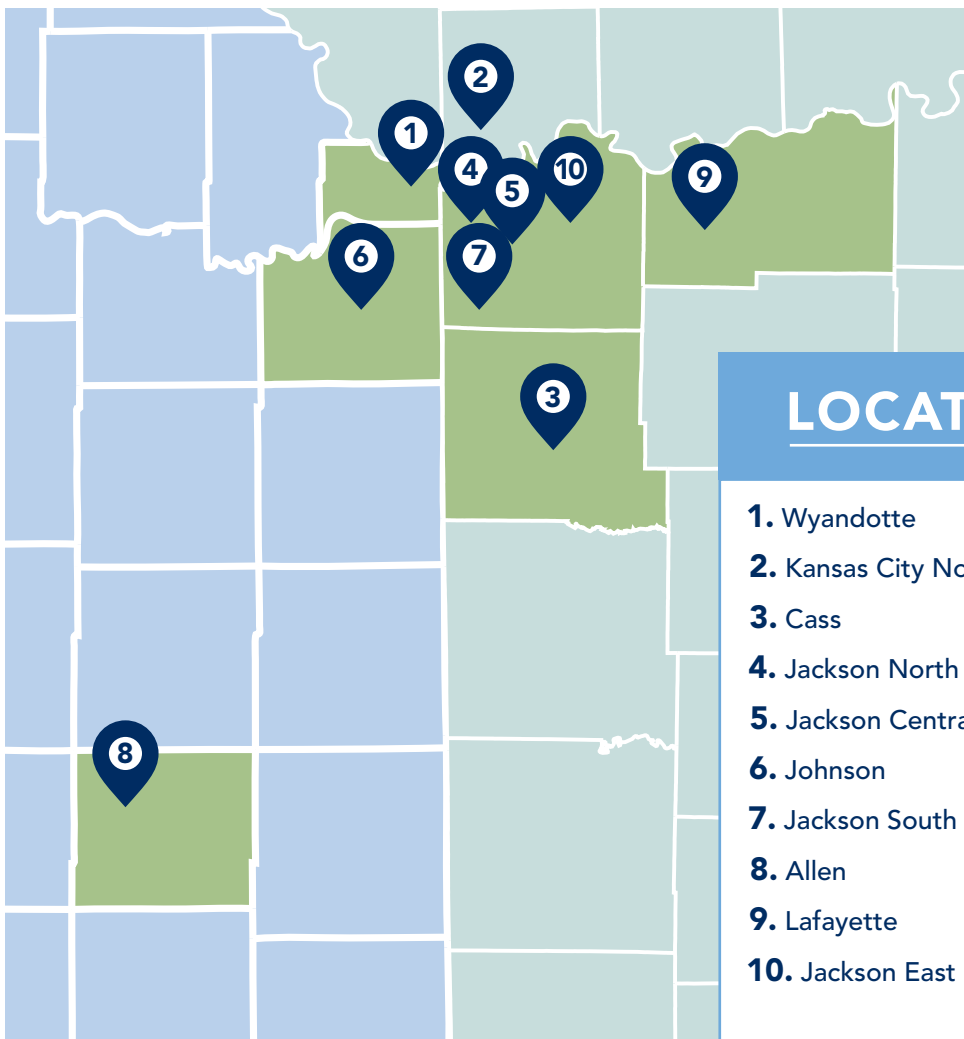 2
1
4
10
5
9
6
7
3
8
LOCAT
1. Wyandotte
2. Kansas City No
3. Cass
4. Jackson North
5. Jackson Centra
6. Johnson
7. Jackson South
8. Allen
9. Lafayette
10. Jackson East